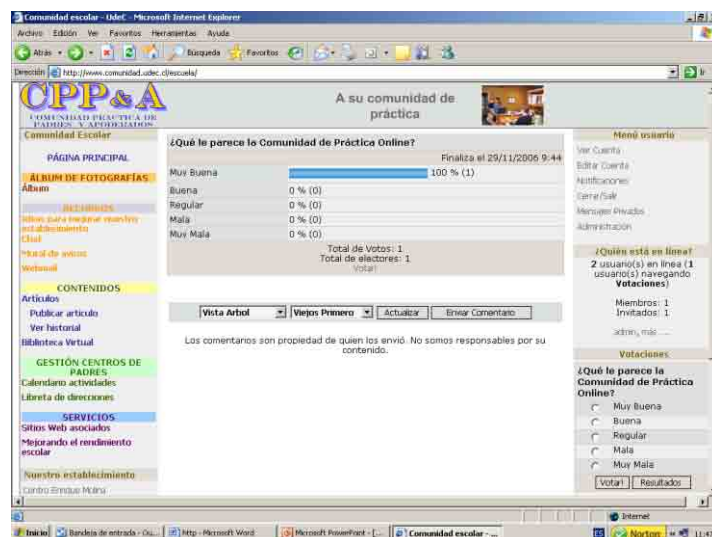 Comunidad escolar - UdeC - Microsoft Internet Explorer
Archivo Edición Ver Favoritos Herramientas Ayuda
Atrás Búsqueda Favoritos
Dirección http://www.comunidad.udec.cl/escuela/ Ir
CPP&A
COMUNIDAD PRÁCTICA DE
PADRES Y APODERADOS
A su comunidad de
práctica
Comunidad Escolar
PÁGINA PRINCIPAL
ÁLBUM DE FOTOGRAFÍAS
Álbum
RECURSOS
Ideas para mejorar nuestro
establecimiento
Chat
Mural de avisos
Webmail
CONTENIDOS
Artículos
Publicar artículo
Ver historial
Biblioteca Virtual
GESTIÓN CENTROS DE
PADRES
Calendario actividades
Libreta de direcciones
SERVICIOS
Sitios Web asociados
Mejorando el rendimiento
escolar
Nuestro establecimiento
Centro Enrique Molina
¿Qué le parece la Comunidad de Práctica Online?
Finaliza el 29/11/2006 9:44
Muy Buena 100 % (1)
Buena 0 % (0)
Regular 0 % (0)
Mala 0 % (0)
Muy Mala 0 % (0)
Total de Votos: 1
Total de electores: 1
Votar!
Vista Arbol Viejos Primero Actualizar Enviar Comentario
Los comentarios son propiedad de quien los envió. No somos responsables por su
contenido.
Menú usuario
Ver Cuenta
Editar Cuenta
Notificaciones
Cerrar/Salir
Mensajes Privados
Administración
¿Quién está en línea?
2 usuario(s) en línea (1
usuario(s) navegando
Votaciones)
Miembros: 1
Invitados: 1
admin, más ...
Votaciones
¿Qué le parece la
Comunidad de Práctica
Online?
Muy Buena
Buena
Regular
Mala
Muy Mala
Votar! Resultados
Internet
Inicio Bandeja de entrada - Ou... Http - Microsoft Word Microsoft PowerPoint - [... Comunidad escolar - ... ES Norton